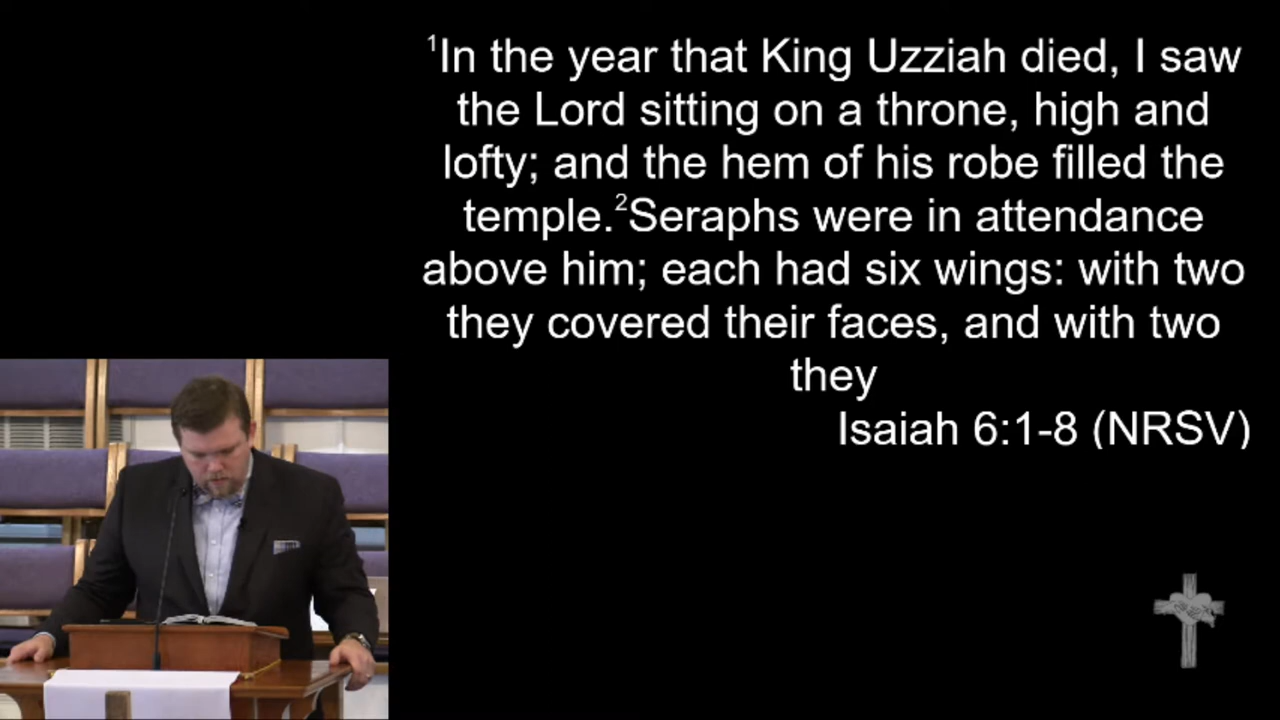 ¹In the year that King Uzziah died, I saw
the Lord sitting on a throne, high and
lofty; and the hem of his robe filled the
temple.²Seraphs were in attendance
above him; each had six wings: with two
they covered their faces, and with two
they
Isaiah 6:1-8 (NRSV)